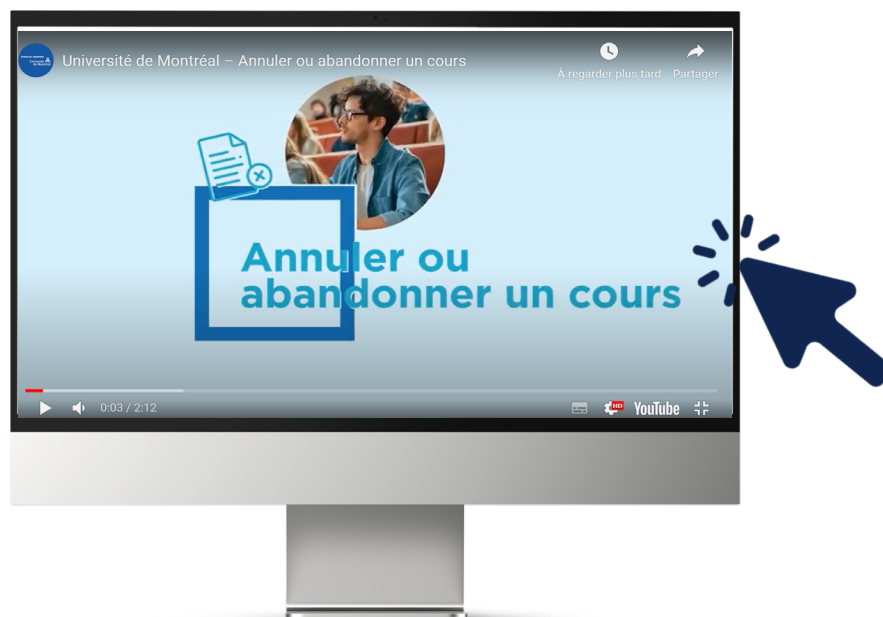 Université de Montréal – Annuler ou abandonner un cours
À regarder plus tard
Partager
Annuler ou
abandonner un cours
0:03 / 2:12
HD
YouTube